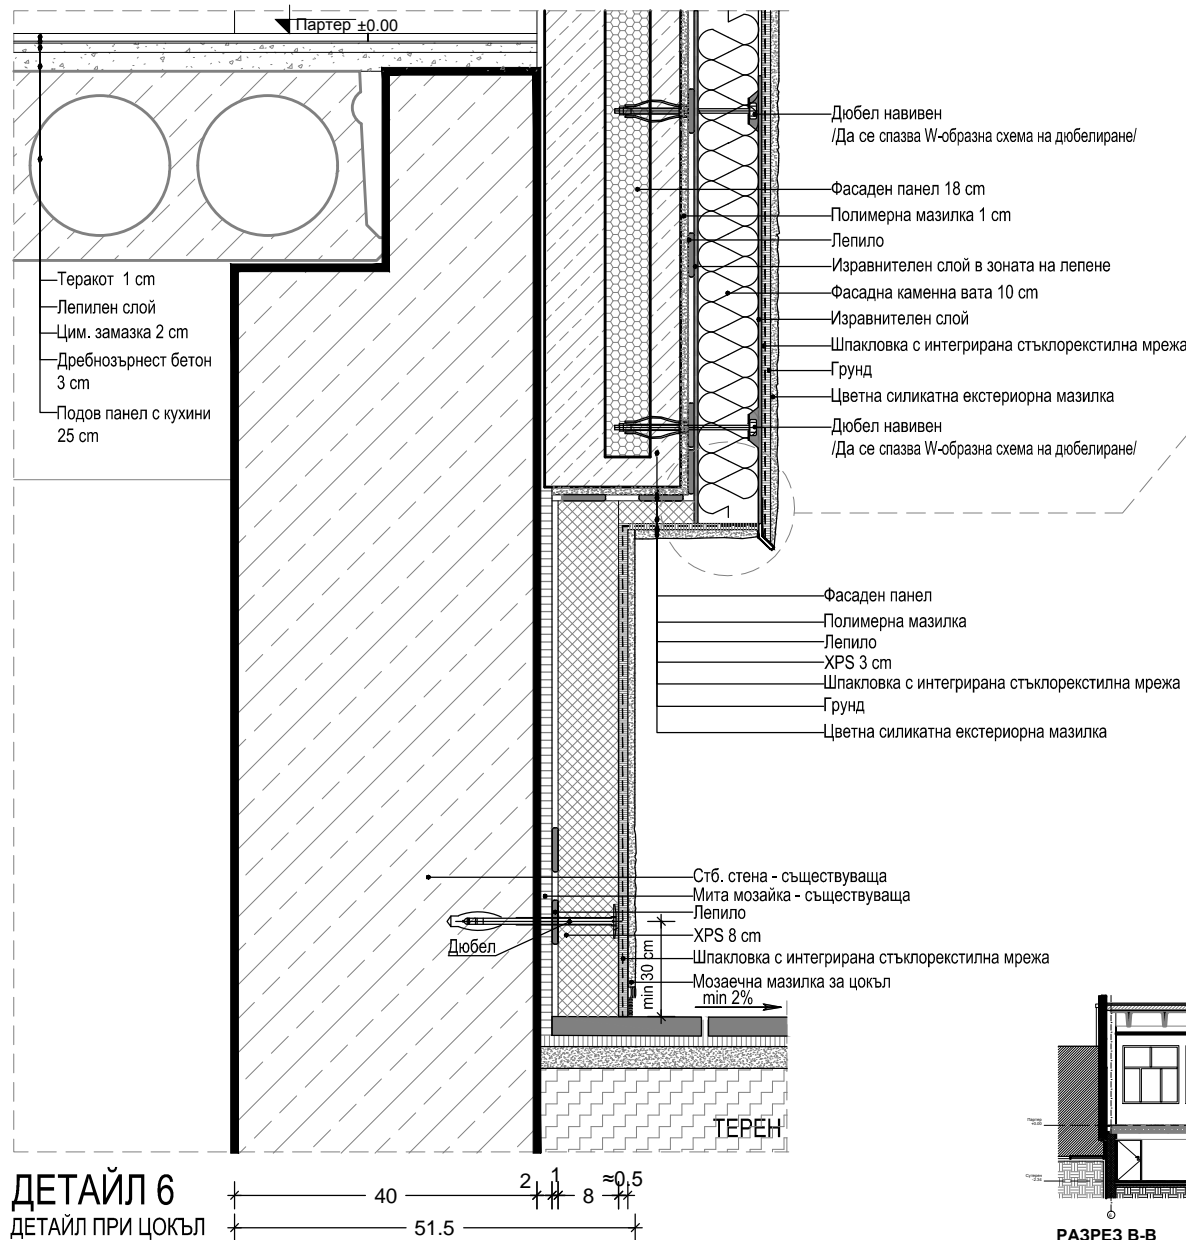 Партер ±0.00
Дюбел навивен
/Да се спазва W-образна схема на дюбелиране/
Фасаден панел 18 cm
Полимерна мазилка 1 cm
Лепило
Изравнителен слой в зоната на лепене
Фасадна каменна вата 10 cm
Изравнителен слой
Шпакловка с интегрирана стъклорекстилна мрежа
Грунд
Цветна силикатна екстериорна мазилка
Дюбел навивен
/Да се спазва W-образна схема на дюбелиране/
Теракот 1 cm
Лепилен слой
Цим. замазка 2 cm
Дребнозърнест бетон
3 cm
Подов панел с кухини
25 cm
Фасаден панел
Полимерна мазилка
Лепило
XPS 3 cm
Шпакловка с интегрирана стъклорекстилна мрежа
Грунд
Цветна силикатна екстериорна мазилка
Стб. стена - съществуваща
Мита мозайка - съществуваща
Лепило
XPS 8 cm
Шпакловка с интегрирана стъклорекстилна мрежа
Мозаечна мазилка за цокъл
Дюбел
min 30 cm
min 2%
ТЕРЕН
ДЕТАЙЛ 6
ДЕТАЙЛ ПРИ ЦОКЪЛ
40
2
1
8
≈0.5
51.5
Партер
±0.00
РАЗРЕЗ B-B